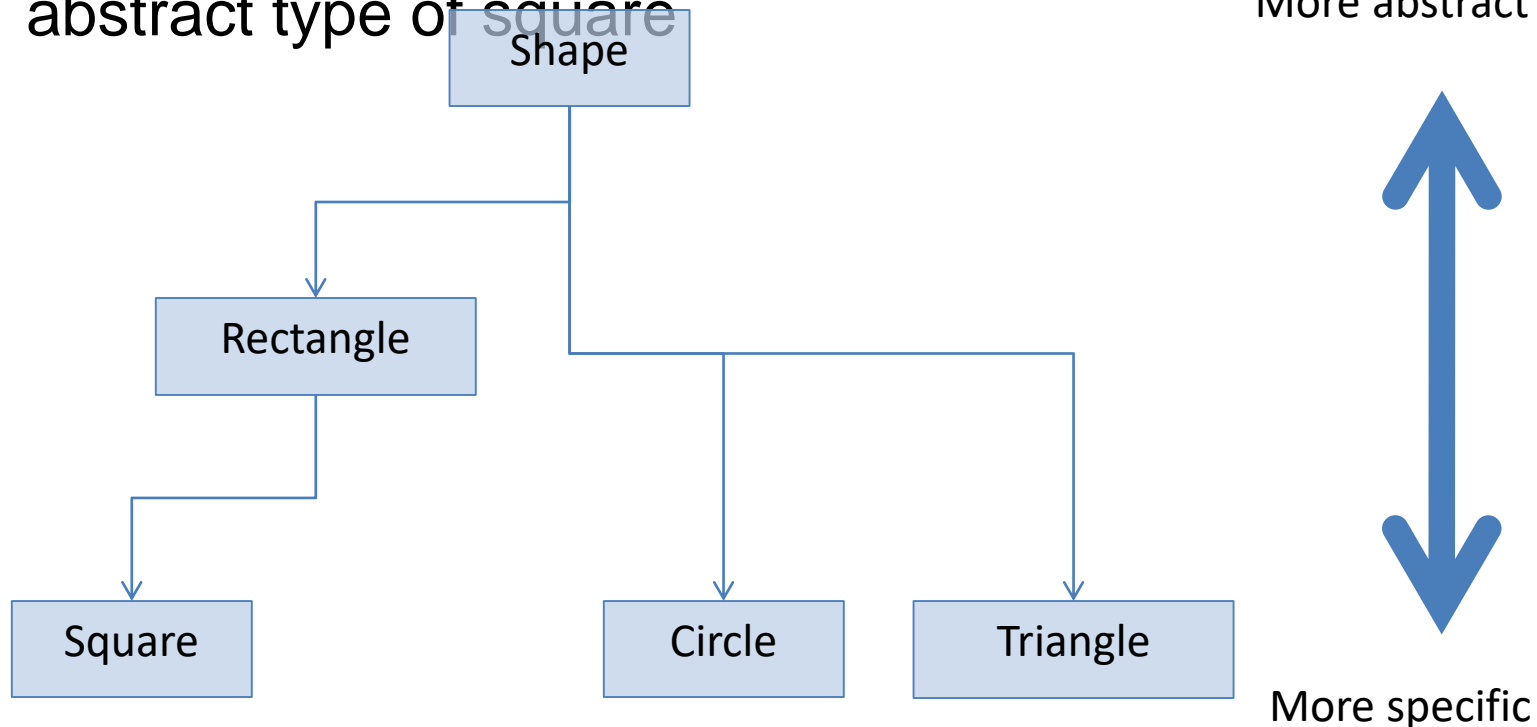 abstract type of square
More abstract
Shape
Rectangle
Square
Circle
Triangle
More specific